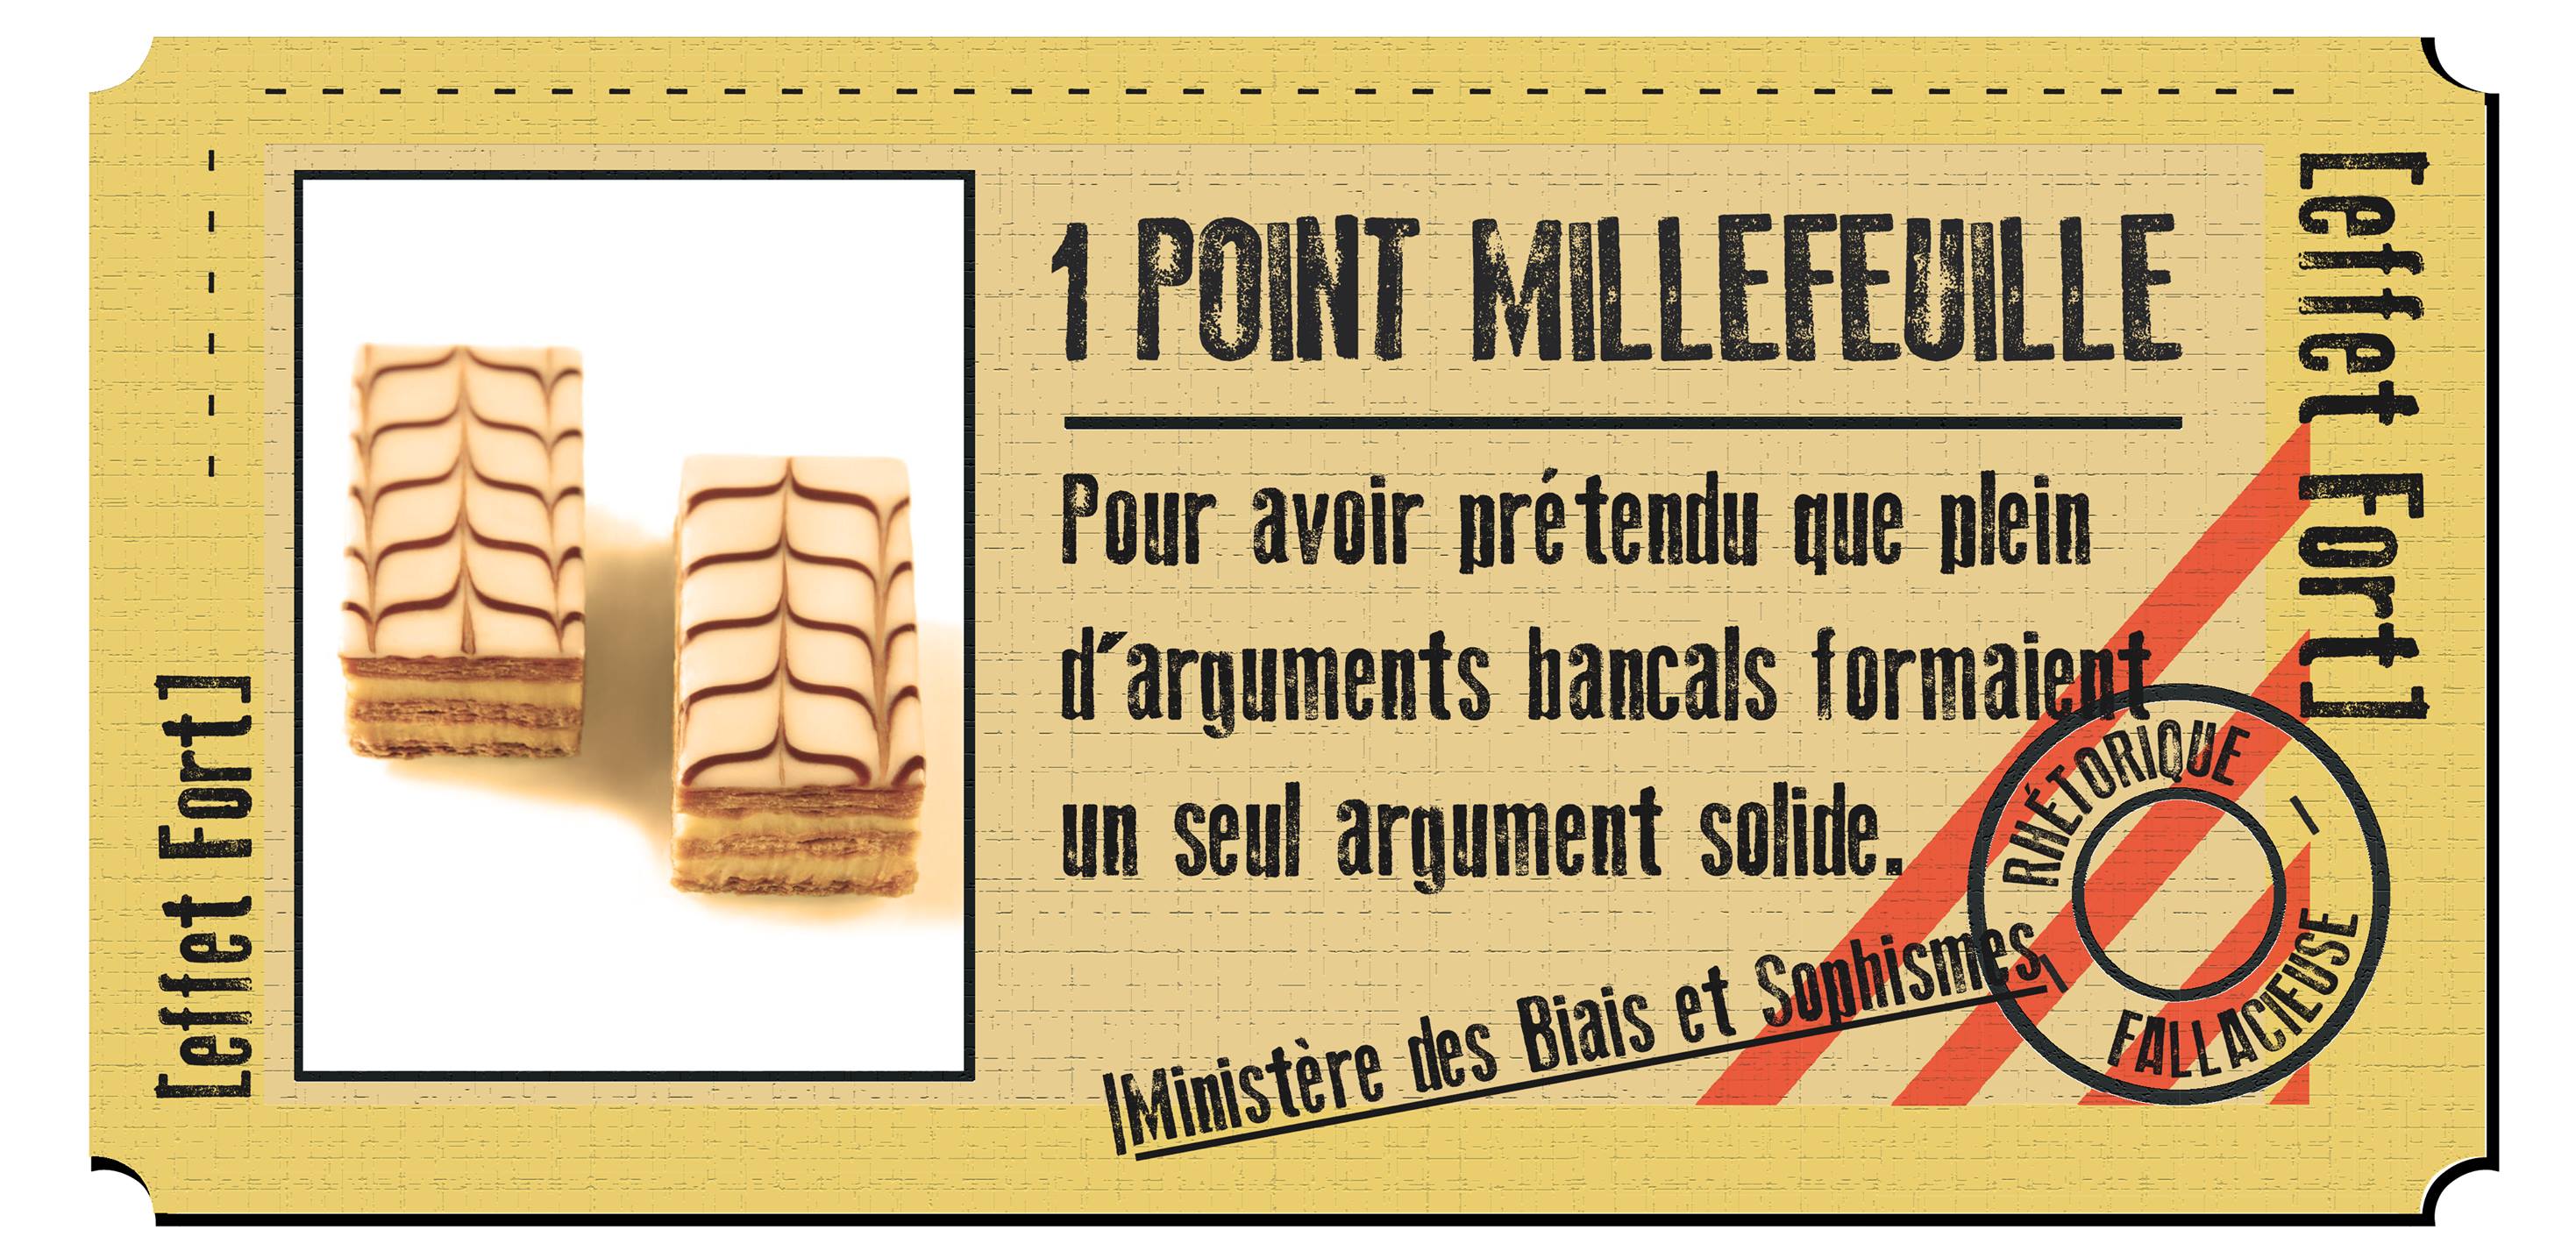 [effet Fort]
1 POINT MILLEFEUILLE
Pour avoir prétendu que plein
d'arguments bancals formaient
un seul argument solide.
|Ministère des Biais et Sophismes
RHÉTORIQUE
FALLACIEUSE
[effet Fort]